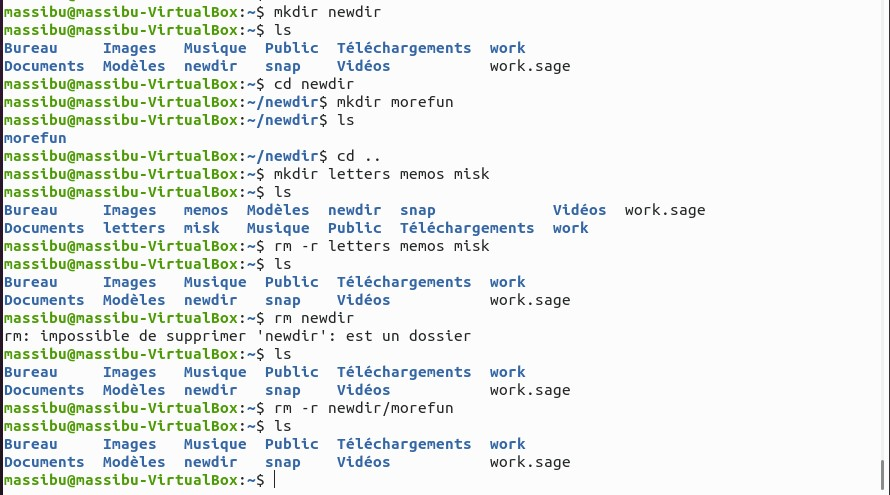 massibu@massibu-VirtualBox:~$ mkdir newdir
massibu@massibu-VirtualBox:~$ ls
Bureau     Images   Musique  Public  Téléchargements  work
Documents  Modèles  newdir   snap    Vidéos           work.sage
massibu@massibu-VirtualBox:~$ cd newdir
massibu@massibu-VirtualBox:~/newdir$ mkdir morefun
massibu@massibu-VirtualBox:~/newdir$ ls
morefun
massibu@massibu-VirtualBox:~/newdir$ cd ..
massibu@massibu-VirtualBox:~$ mkdir letters memos misk
massibu@massibu-VirtualBox:~$ ls
Bureau     Images   memos  Modèles  newdir  snap             Vidéos  work.sage
Documents  letters  misk   Musique  Public  Téléchargements  work
massibu@massibu-VirtualBox:~$ rm -r letters memos misk
massibu@massibu-VirtualBox:~$ ls
Bureau     Images   Musique  Public  Téléchargements  work
Documents  Modèles  newdir   snap    Vidéos           work.sage
massibu@massibu-VirtualBox:~$ rm newdir
rm: impossible de supprimer 'newdir': est un dossier
massibu@massibu-VirtualBox:~$ ls
Bureau     Images   Musique  Public  Téléchargements  work
Documents  Modèles  newdir   snap    Vidéos           work.sage
massibu@massibu-VirtualBox:~$ rm -r newdir/morefun
massibu@massibu-VirtualBox:~$ ls
Bureau     Images   Musique  Public  Téléchargements  work
Documents  Modèles  newdir   snap    Vidéos           work.sage
massibu@massibu-VirtualBox:~$